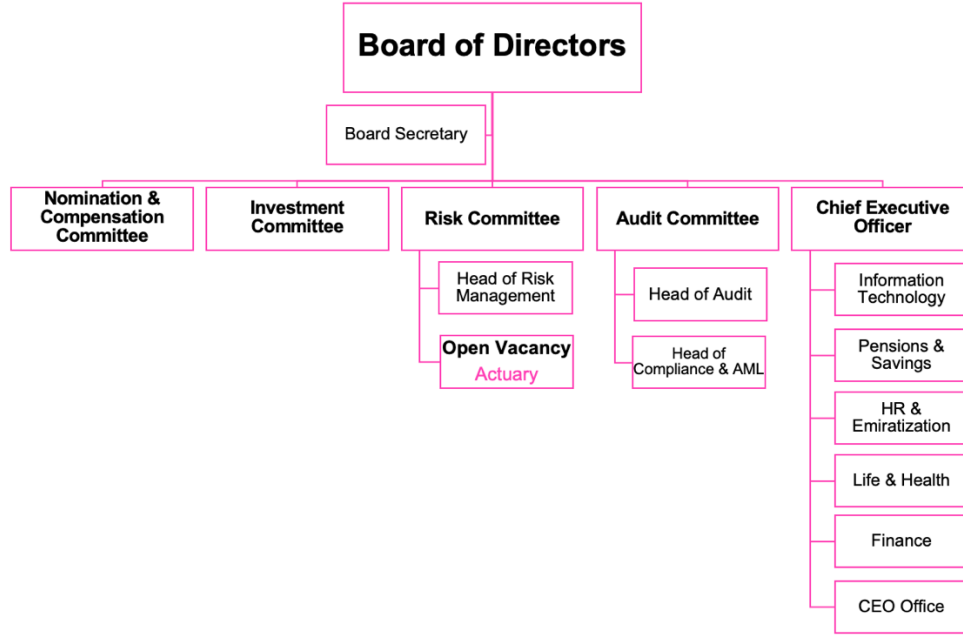 Board of Directors
Board Secretary
Nomination &
Compensation
Committee
Investment
Committee
Risk Committee
Audit Committee
Chief Executive
Officer
Head of Risk
Management
Open Vacancy
Actuary
Head of Audit
Head of
Compliance & AML
Information
Technology
Pensions &
Savings
HR &
Emiratization
Life & Health
Finance
CEO Office